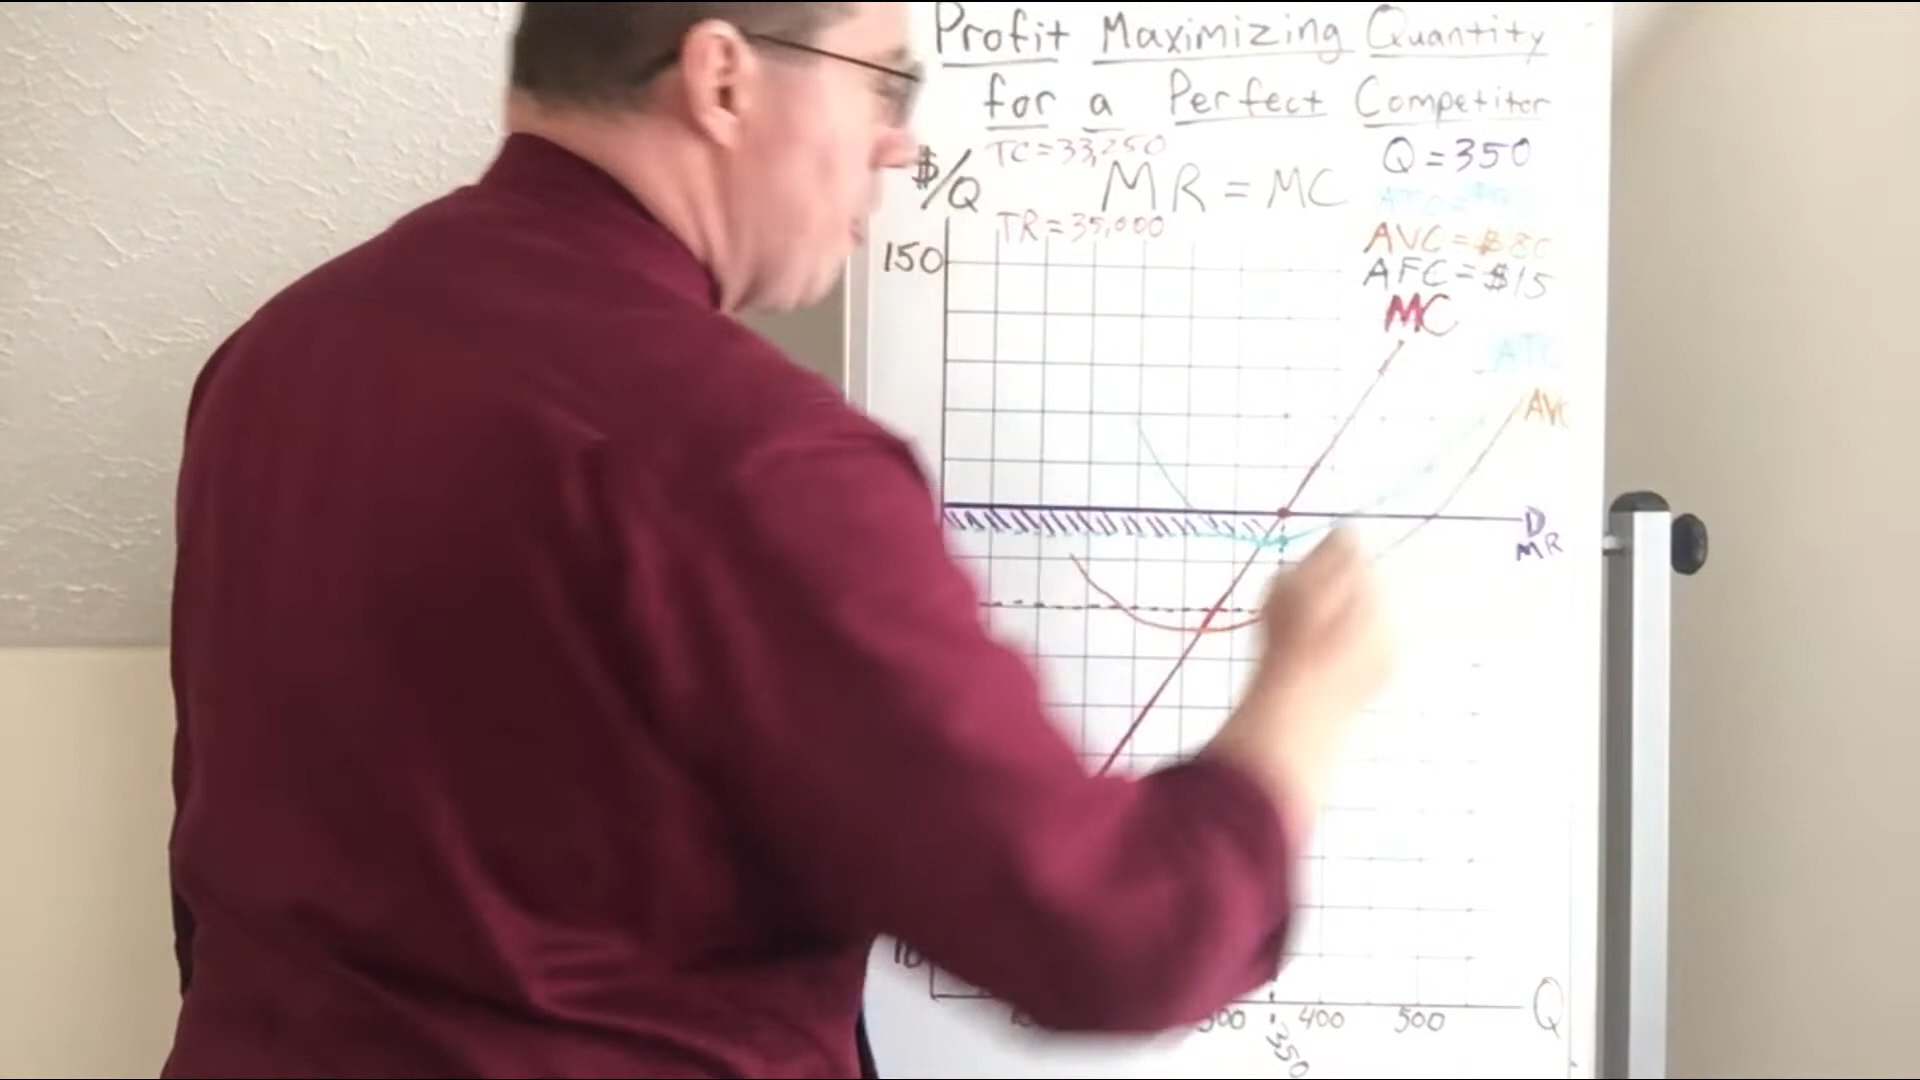 Profit Maximizing Quantity
for a Perfect Competitor
TC=33,250
Q=350
$/Q
MR=MC
TR=35,000
AVC=$80
150
AFC=$15
MC
ATC
AVC
D
MR
10
400
500
Q
350